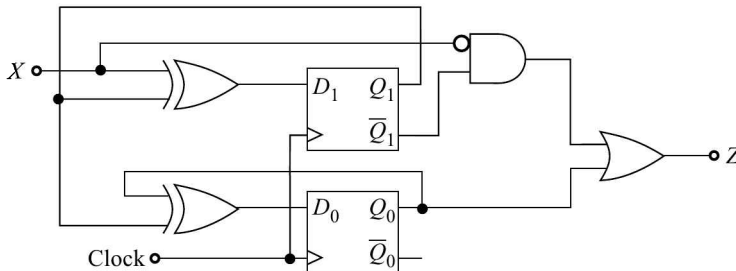 X
D₁ Q₁
Q̅₁
Z
D₀ Q₀
Q̅₀
Clock